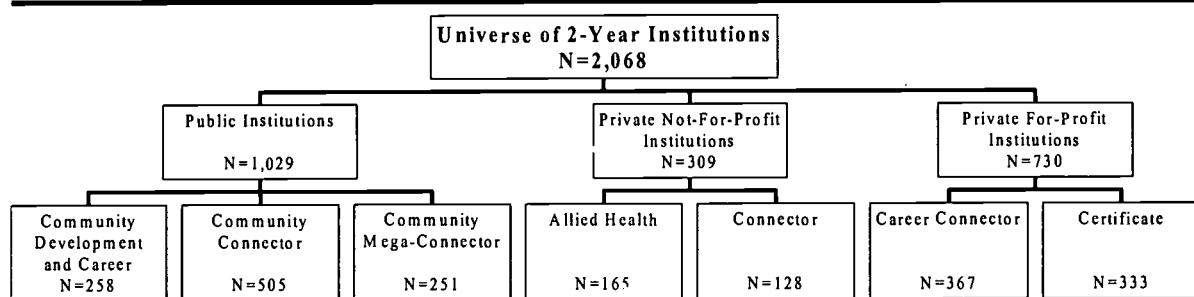 Universe of 2-Year Institutions
N=2,068
Public Institutions
N=1,029
Private Not-For-Profit
Institutions
N=309
Private For-Profit
Institutions
N=730
Community
Development
and Career
N=258
Community
Connector
N=505
Community
Mega-Connector
N=251
Allied Health
N=165
Connector
N=128
Career Connector
N=367
Certificate
N=333